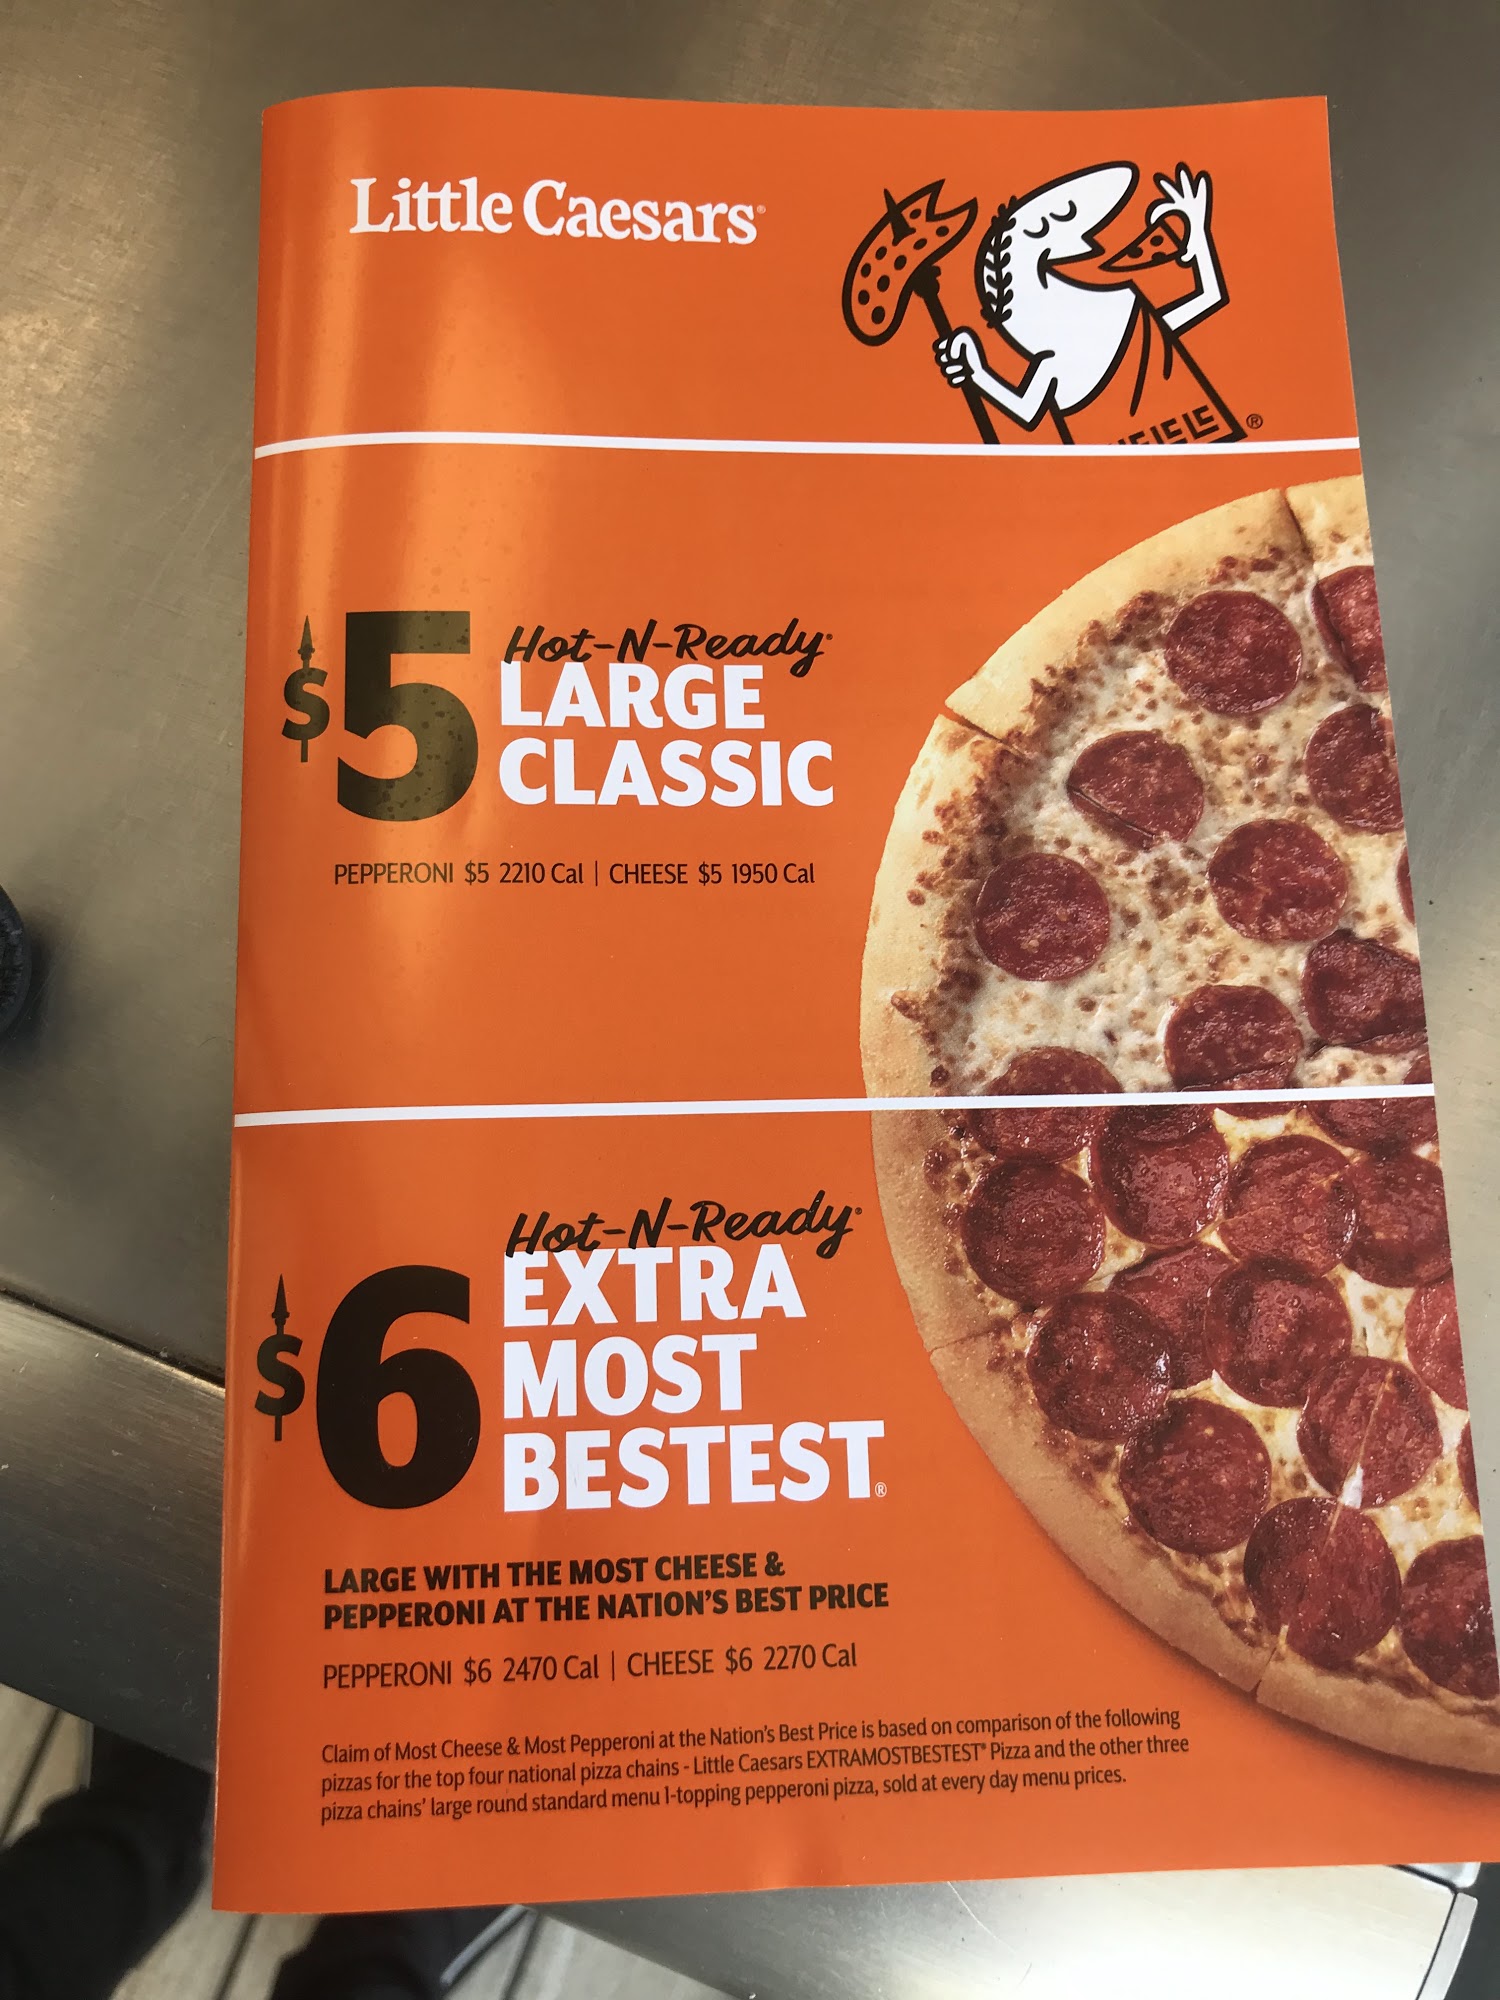 Little Caesars®
®
$5 Hot-N-Ready®
LARGE
CLASSIC
PEPPERONI $5 2210 Cal | CHEESE $5 1950 Cal
$6 Hot-N-Ready®
EXTRA
MOST
BESTEST®
LARGE WITH THE MOST CHEESE &
PEPPERONI AT THE NATION'S BEST PRICE
PEPPERONI $6 2470 Cal | CHEESE $6 2270 Cal
Claim of Most Cheese & Most Pepperoni at the Nation's Best Price is based on comparison of the following
pizzas for the top four national pizza chains - Little Caesars EXTRAMOSTBESTEST® Pizza and the other three
pizza chains' large round standard menu 1-topping pepperoni pizza, sold at every day menu prices.